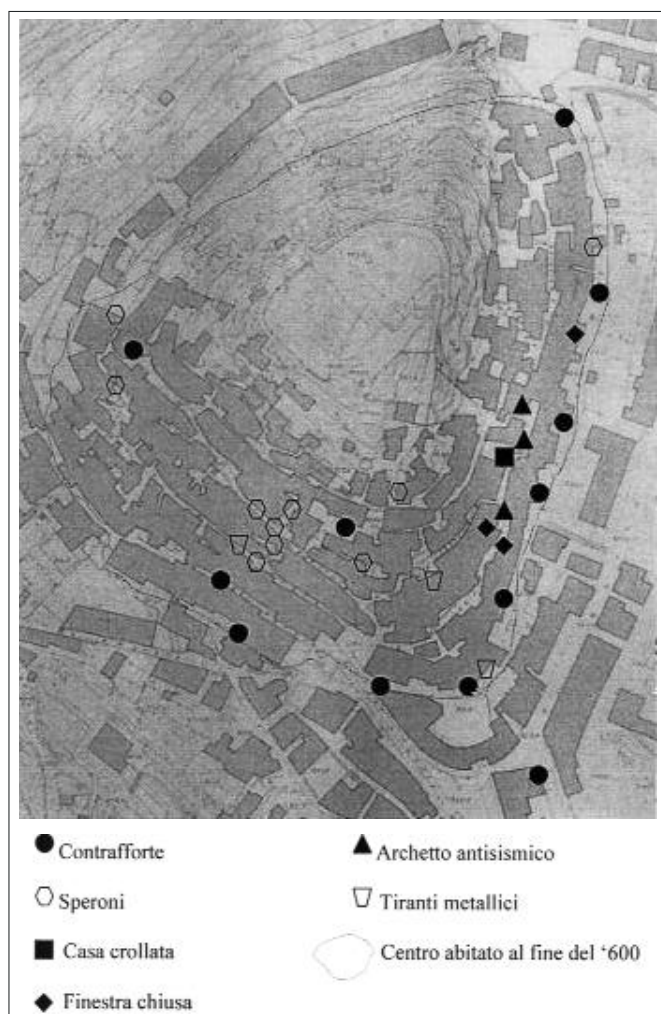 Contrafforte
Archetto antisismico
Speroni
Tiranti metallici
Casa crollata
Centro abitato al fine del ‘600
Finestra chiusa